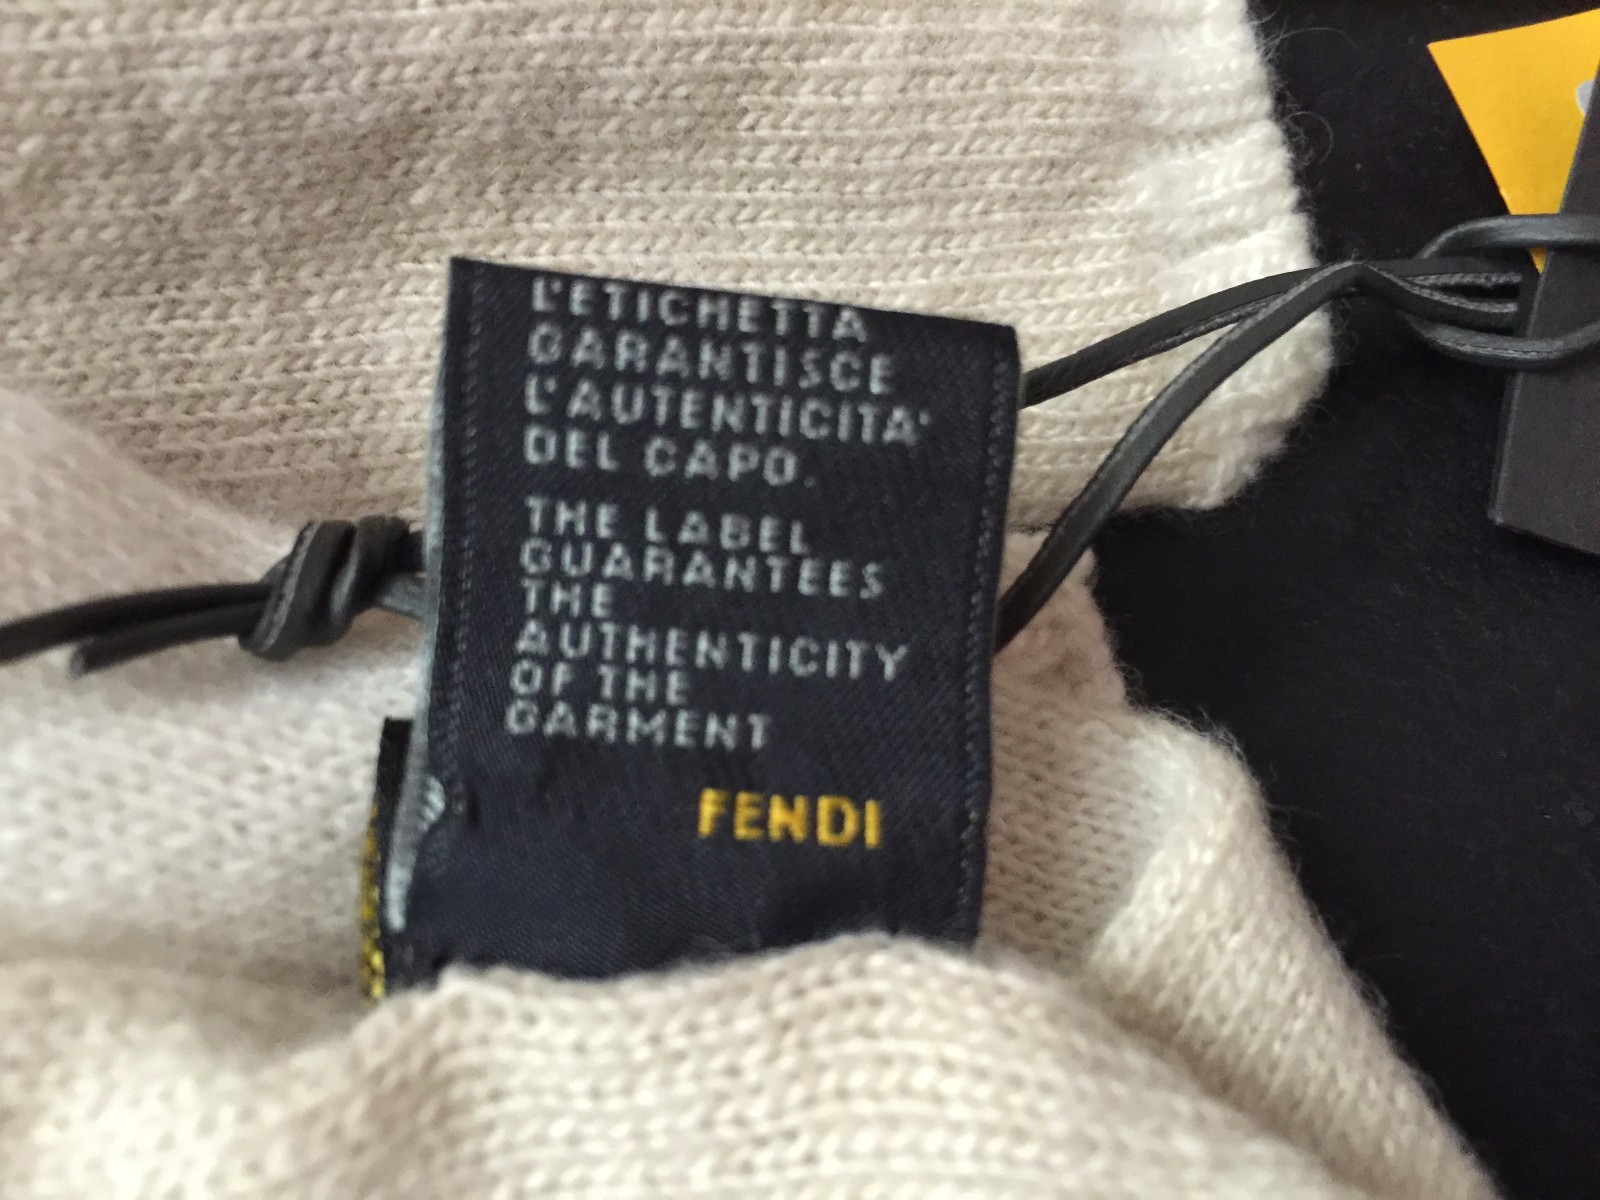 L'ETICHETTA
GARANTISCE
L'AUTENTICITA'
DEL CAPO.
THE LABEL
GUARANTEES
THE
AUTHENTICITY
OF THE
GARMENT
FENDI